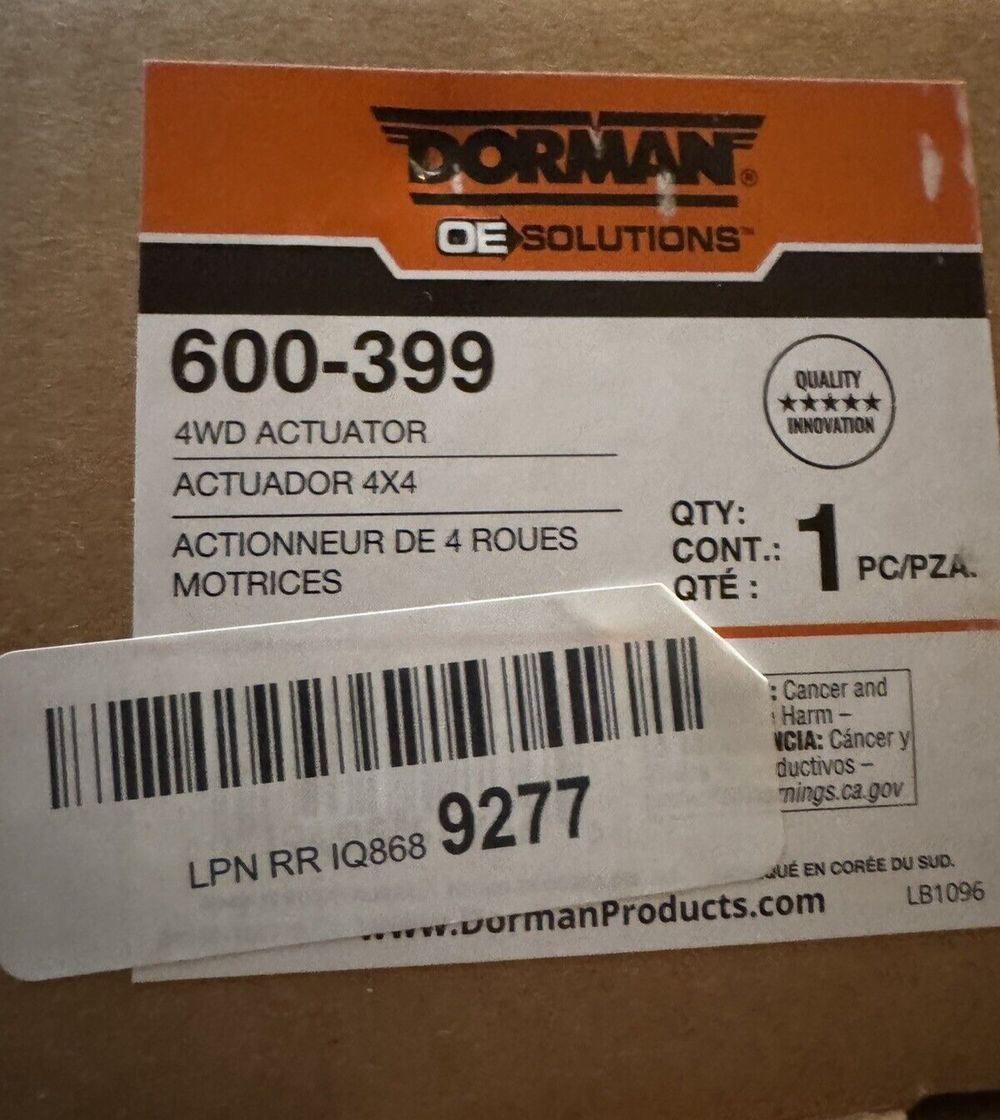 DORMAN®
OE SOLUTIONS™
600-399
4WD ACTUATOR
ACTUADOR 4X4
ACTIONNEUR DE 4 ROUES
MOTRICES
QUALITY
★★★★★
INNOVATION
QTY:
CONT.:
QTÉ :
1 PC/PZA.
: Cancer and
Harm –
NCIA: Cáncer y
ductivos –
rnings.ca.gov
LPN RR IQ868 9277
QUÉ EN CORÉE DU SUD.
www.DormanProducts.com
LB1096